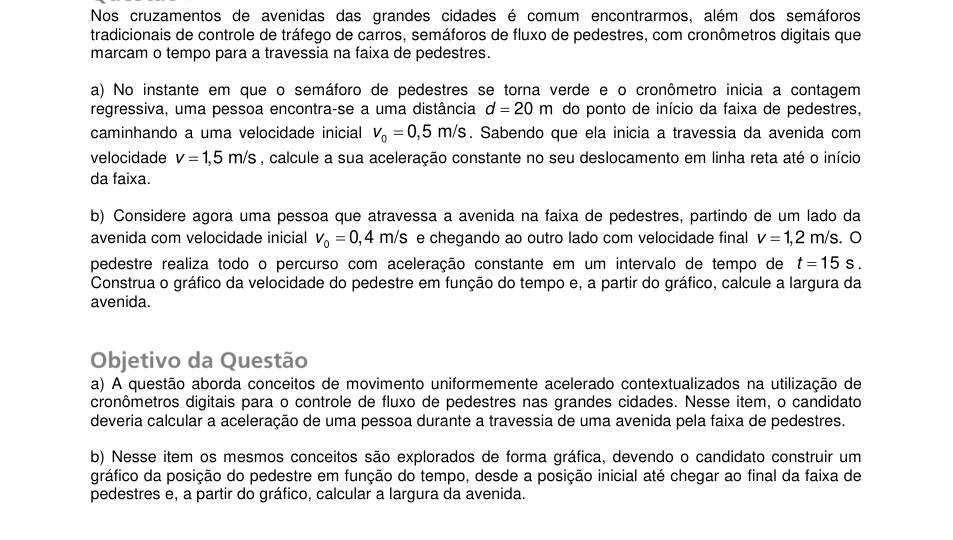 Nos cruzamentos de avenidas das grandes cidades é comum encontrarmos, além dos semáforos
tradicionais de controle de tráfego de carros, semáforos de fluxo de pedestres, com cronômetros digitais que
marcam o tempo para a travessia na faixa de pedestres.
a) No instante em que o semáforo de pedestres se torna verde e o cronômetro inicia a contagem
regressiva, uma pessoa encontra-se a uma distância d = 20 m do ponto de início da faixa de pedestres,
caminhando a uma velocidade inicial v₀ = 0,5 m/s. Sabendo que ela inicia a travessia da avenida com
velocidade v = 1,5 m/s, calcule a sua aceleração constante no seu deslocamento em linha reta até o início
da faixa.
b) Considere agora uma pessoa que atravessa a avenida na faixa de pedestres, partindo de um lado da
avenida com velocidade inicial v₀ = 0,4 m/s e chegando ao outro lado com velocidade final v = 1,2 m/s. O
pedestre realiza todo o percurso com aceleração constante em um intervalo de tempo de t = 15 s.
Construa o gráfico da velocidade do pedestre em função do tempo e, a partir do gráfico, calcule a largura da
avenida.
Objetivo da Questão
a) A questão aborda conceitos de movimento uniformemente acelerado contextualizados na utilização de
cronômetros digitais para o controle de fluxo de pedestres nas grandes cidades. Nesse item, o candidato
deveria calcular a aceleração de uma pessoa durante a travessia de uma avenida pela faixa de pedestres.
b) Nesse item os mesmos conceitos são explorados de forma gráfica, devendo o candidato construir um
gráfico da posição do pedestre em função do tempo, desde a posição inicial até chegar ao final da faixa de
pedestres e, a partir do gráfico, calcular a largura da avenida.